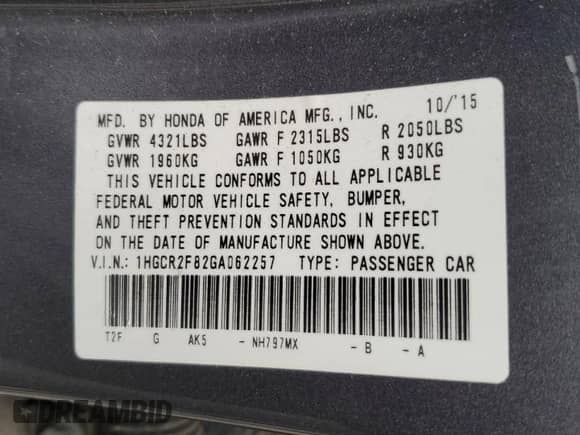 MFD. BY HONDA OF AMERICA MFG., INC. 10/'15
GVWR 4321LBS GAWR F 2315LBS R 2050LBS
GVWR 1960KG GAWR F 1050KG R 930KG
THIS VEHICLE CONFORMS TO ALL APPLICABLE
FEDERAL MOTOR VEHICLE SAFETY, BUMPER,
AND THEFT PREVENTION STANDARDS IN EFFECT
ON THE DATE OF MANUFACTURE SHOWN ABOVE.
V.I.N.: 1HGCR2F82GA062257 TYPE: PASSENGER CAR
T2F G AK5 - NH797MX - B - A
DREAMBID